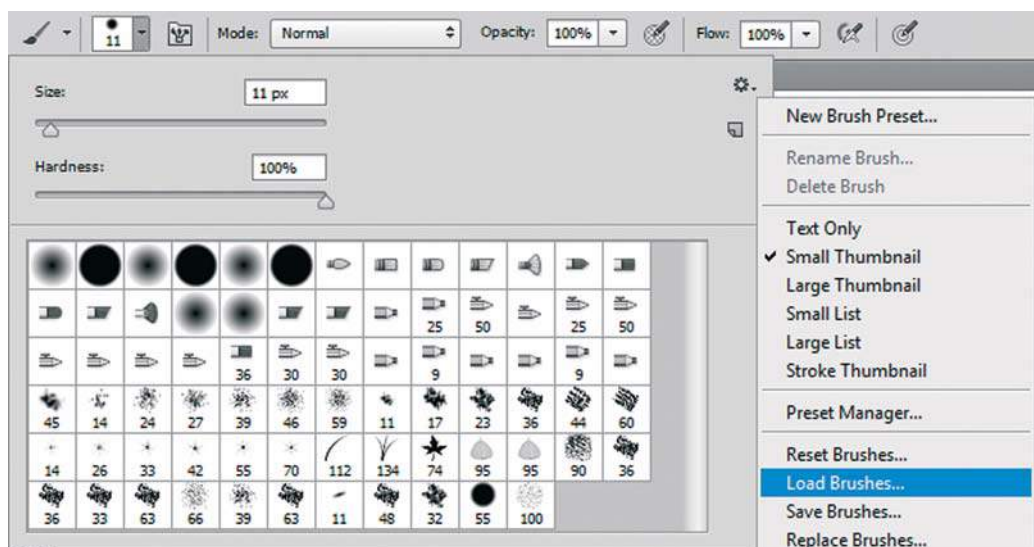 11 Mode: Normal Opacity: 100% Flow: 100%
Size: 11 px
Hardness: 100%
25 50 25 50
36 30 30 9 9
45 14 24 27 39 46 59 11 17 23 36 44 60
14 26 33 42 55 70 112 134 74 95 95 90 36
36 33 63 66 39 63 11 48 32 55 100
New Brush Preset...
Rename Brush...
Delete Brush
Text Only
Small Thumbnail
Large Thumbnail
Small List
Large List
Stroke Thumbnail
Preset Manager...
Reset Brushes...
Load Brushes...
Save Brushes...
Replace Brushes...